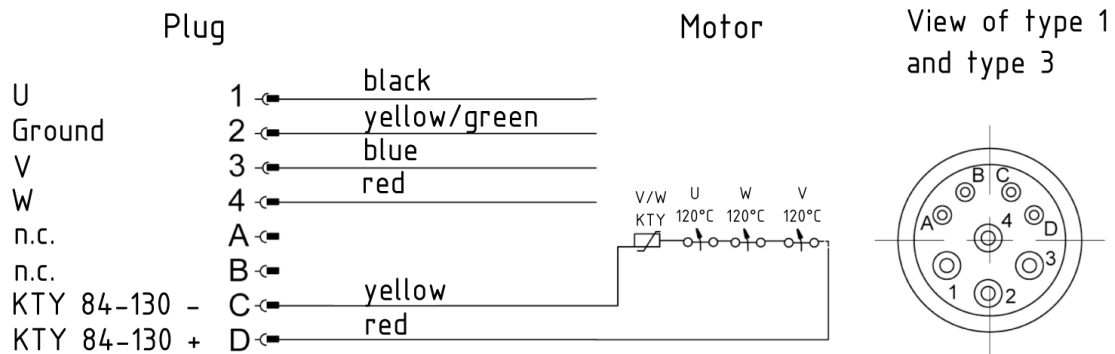 Plug
Motor
View of type 1
and type 3
U 1 black
Ground 2 yellow/green
V 3 blue
W 4 red
n.c. A
n.c. B
KTY 84-130 - C yellow
KTY 84-130 + D red
V/W U W V
KTY 120°C 120°C 120°C
B C
A D
4
1 3
2